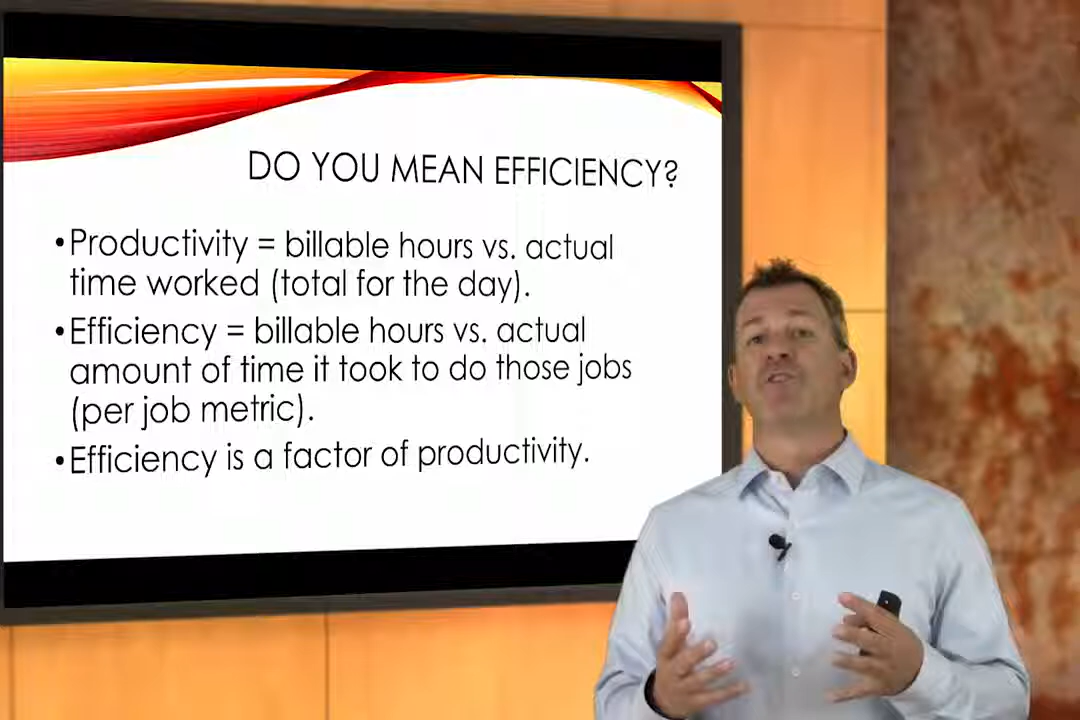 DO YOU MEAN EFFICIENCY?
•Productivity = billable hours vs. actual
time worked (total for the day).
•Efficiency = billable hours vs. actual
amount of time it took to do those jobs
(per job metric).
•Efficiency is a factor of productivity.